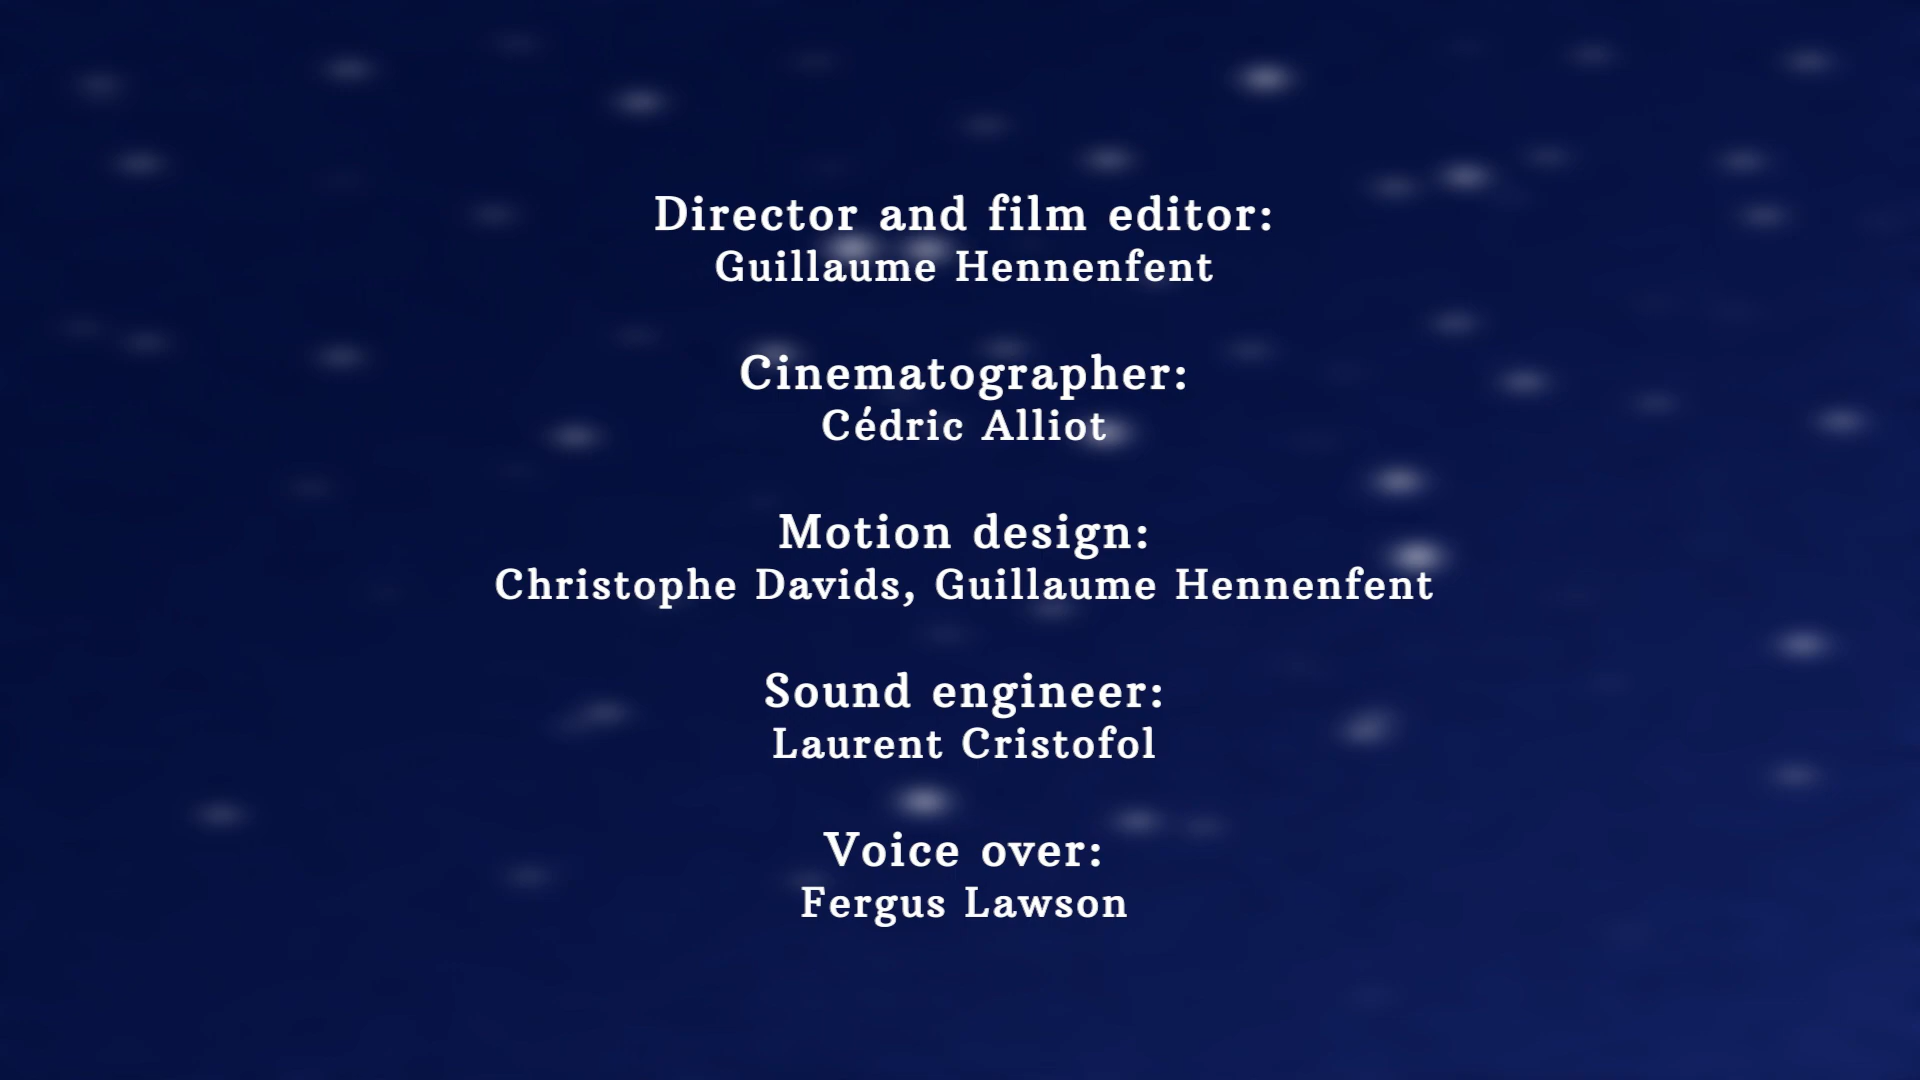 Director and film editor:
Guillaume Hennenfent
Cinematographer:
Cédric Alliot
Motion design:
Christophe Davids, Guillaume Hennenfent
Sound engineer:
Laurent Cristofol
Voice over:
Fergus Lawson